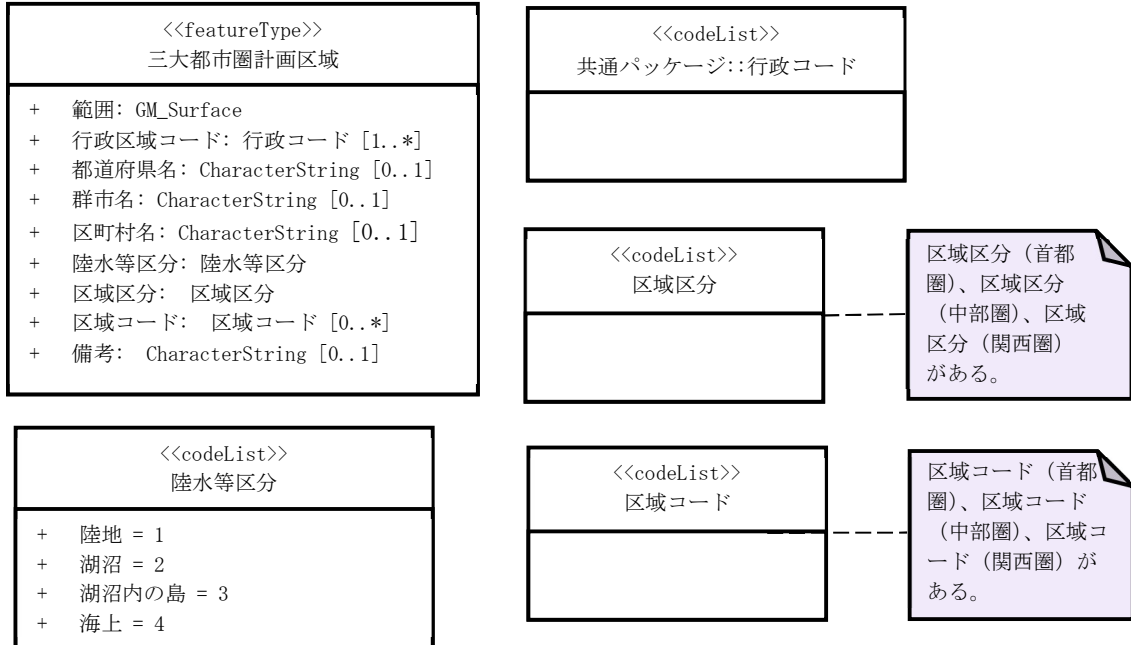 <<featureType>>
三大都市圏計画区域
+ 範囲: GM_Surface
+ 行政区域コード: 行政コード [1..*]
+ 都道府県名: CharacterString [0..1]
+ 群市名: CharacterString [0..1]
+ 区町村名: CharacterString [0..1]
+ 陸水等区分: 陸水等区分
+ 区域区分: 区域区分
+ 区域コード: 区域コード [0..*]
+ 備考: CharacterString [0..1]
<<codeList>>
共通パッケージ::行政コード
<<codeList>>
区域区分
区域区分（首都
圏）、区域区分
（中部圏）、区域
区分（関西圏）
がある。
<<codeList>>
陸水等区分
+ 陸地 = 1
+ 湖沼 = 2
+ 湖沼内の島 = 3
+ 海上 = 4
<<codeList>>
区域コード
区域コード（首都
圏）、区域コード
（中部圏）、区域コ
ード（関西圏）が
ある。